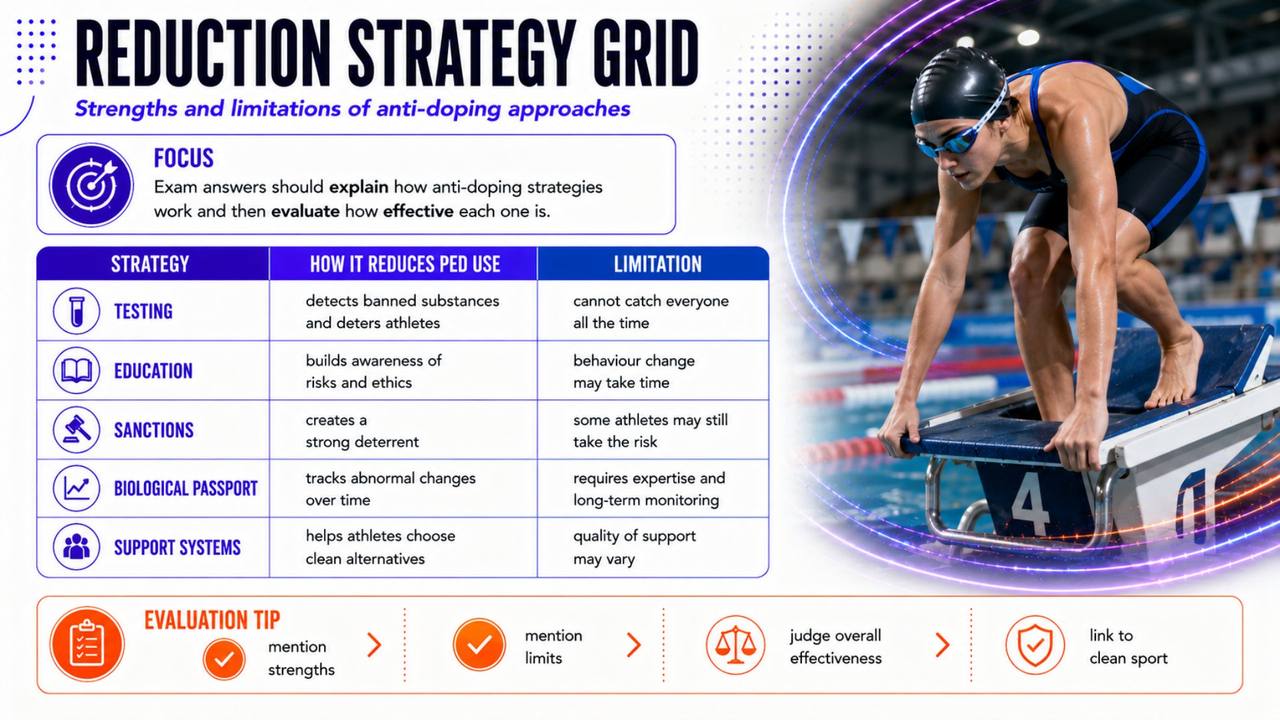 REDUCTION STRATEGY GRID
Strengths and limitations of anti-doping approaches
FOCUS
Exam answers should explain how anti-doping strategies
work and then evaluate how effective each one is.
STRATEGY
HOW IT REDUCES PED USE
LIMITATION
TESTING
detects banned substances
and deters athletes
cannot catch everyone
all the time
EDUCATION
builds awareness of
risks and ethics
behaviour change
may take time
SANCTIONS
creates a
strong deterrent
some athletes may still
take the risk
BIOLOGICAL PASSPORT
tracks abnormal changes
over time
requires expertise and
long-term monitoring
SUPPORT SYSTEMS
helps athletes choose
clean alternatives
quality of support
may vary
4
EVALUATION TIP
mention
strengths
mention
limits
judge overall
effectiveness
link to
clean sport